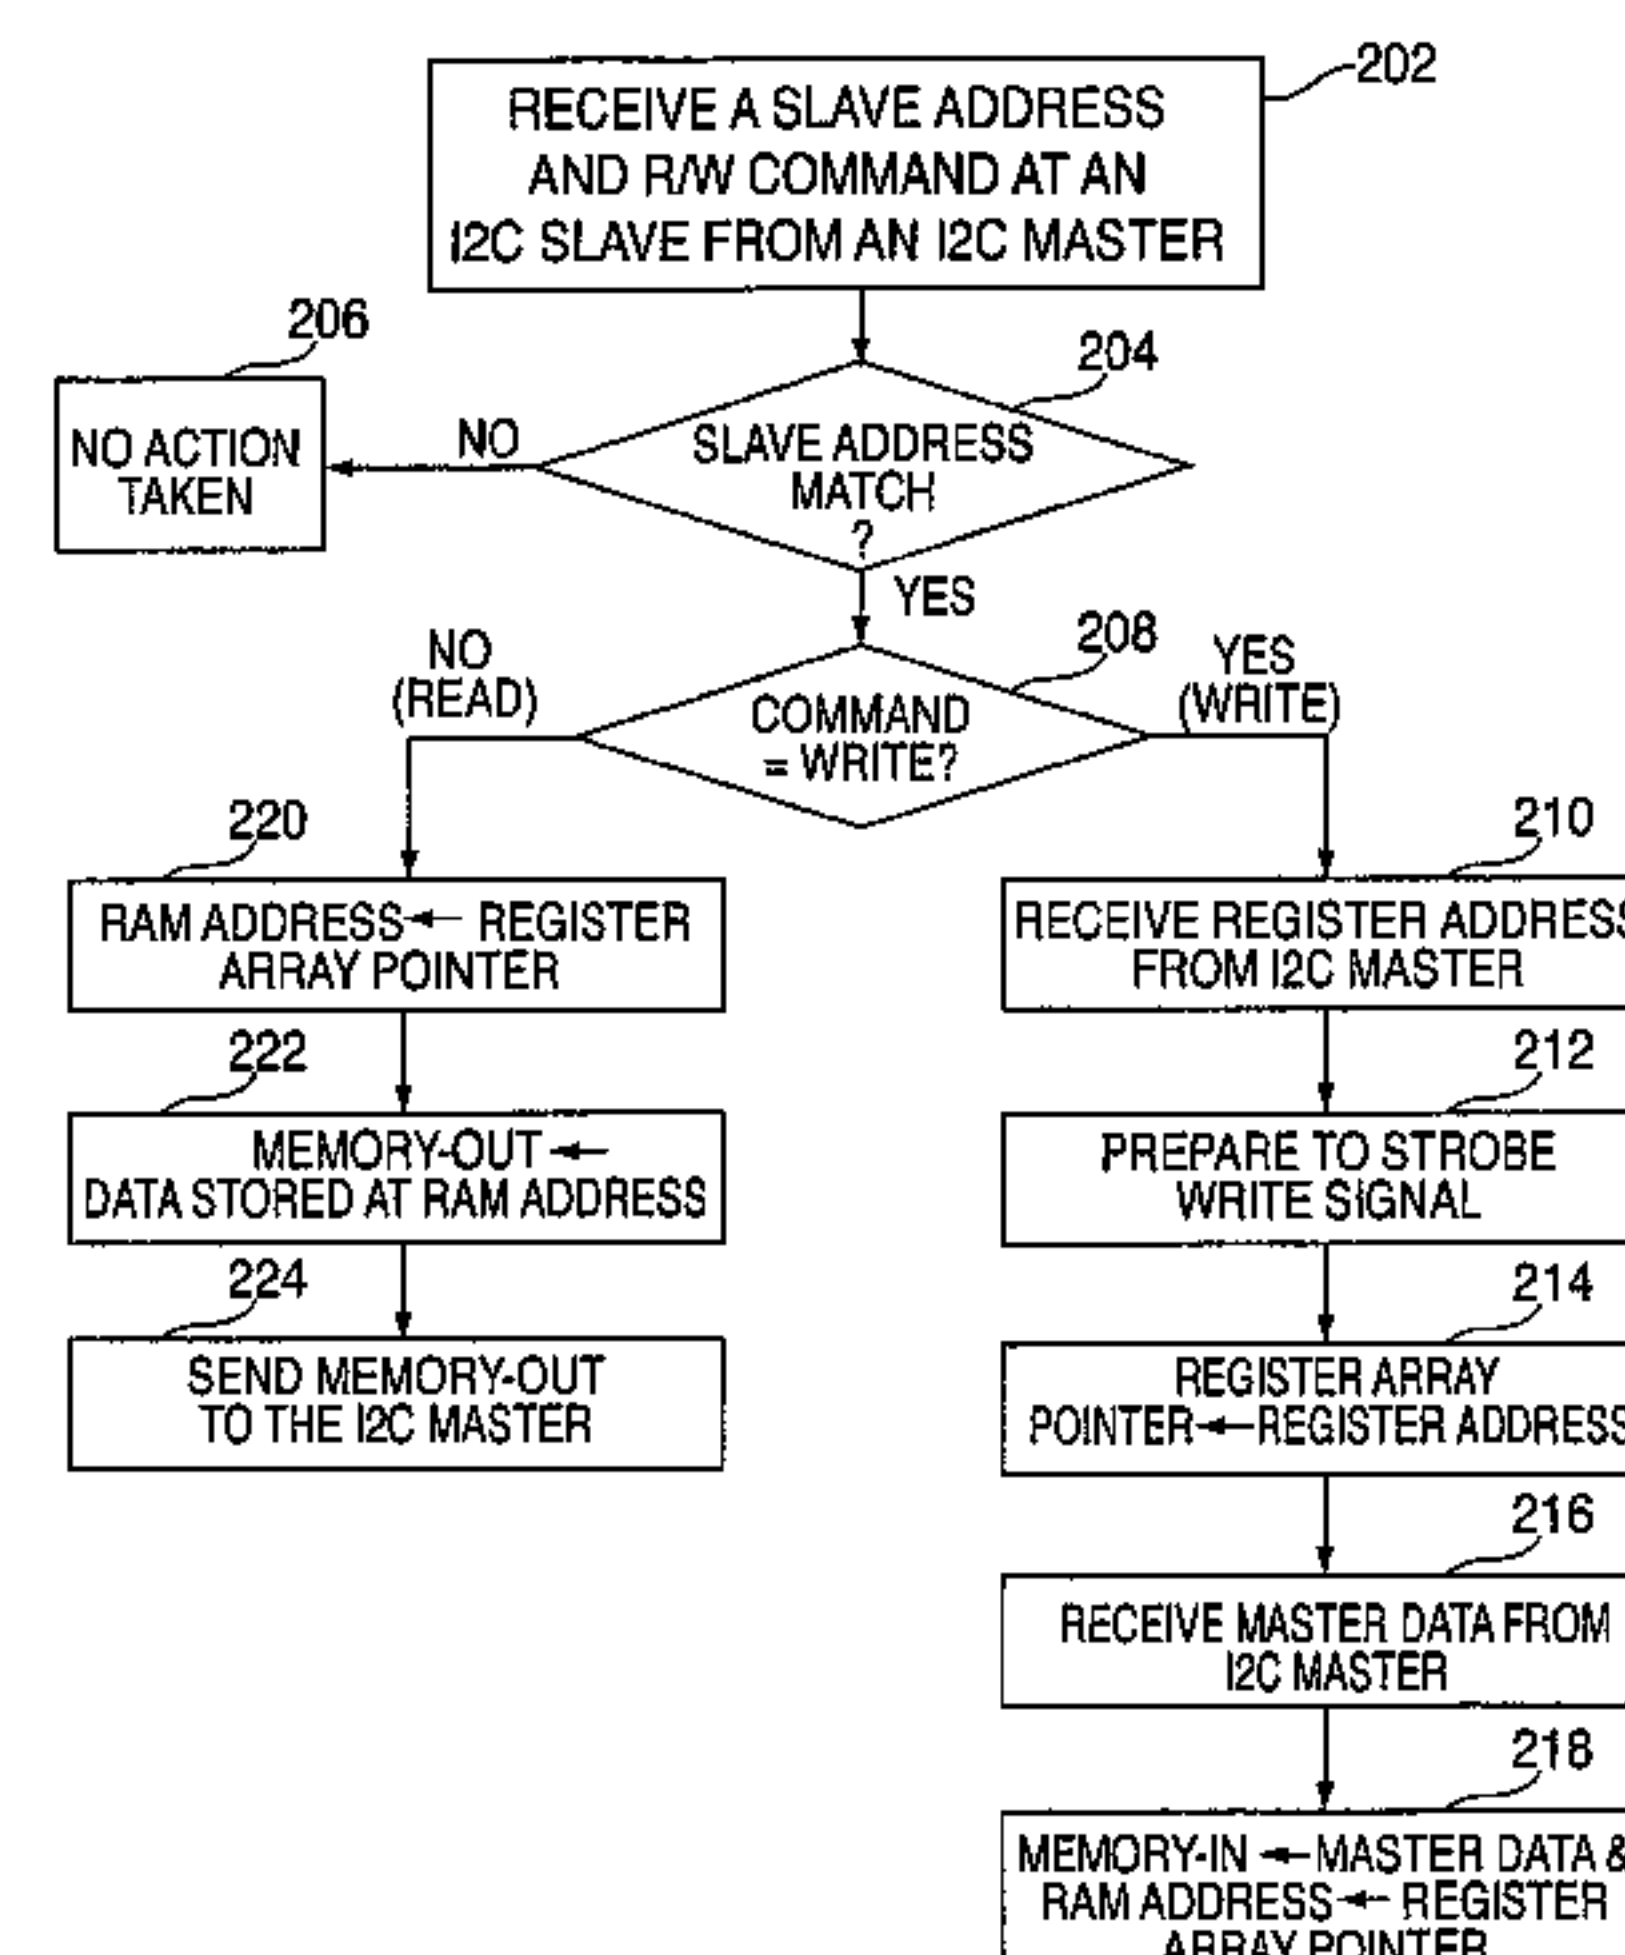 202
RECEIVE A SLAVE ADDRESS
AND R/W COMMAND AT AN
I2C SLAVE FROM AN I2C MASTER
206
204
NO ACTION
TAKEN
NO
SLAVE ADDRESS
MATCH
?
YES
NO
(READ)
208
YES
(WRITE)
COMMAND
= WRITE?
220
RAM ADDRESS ← REGISTER
ARRAY POINTER
222
MEMORY-OUT ←
DATA STORED AT RAM ADDRESS
224
SEND MEMORY-OUT
TO THE I2C MASTER
210
RECEIVE REGISTER ADDRESS
FROM I2C MASTER
212
PREPARE TO STROBE
WRITE SIGNAL
214
REGISTER ARRAY
POINTER ← REGISTER ADDRESS
216
RECEIVE MASTER DATA FROM
I2C MASTER
218
MEMORY-IN ← MASTER DATA &
RAM ADDRESS ← REGISTER
ARRAY POINTER